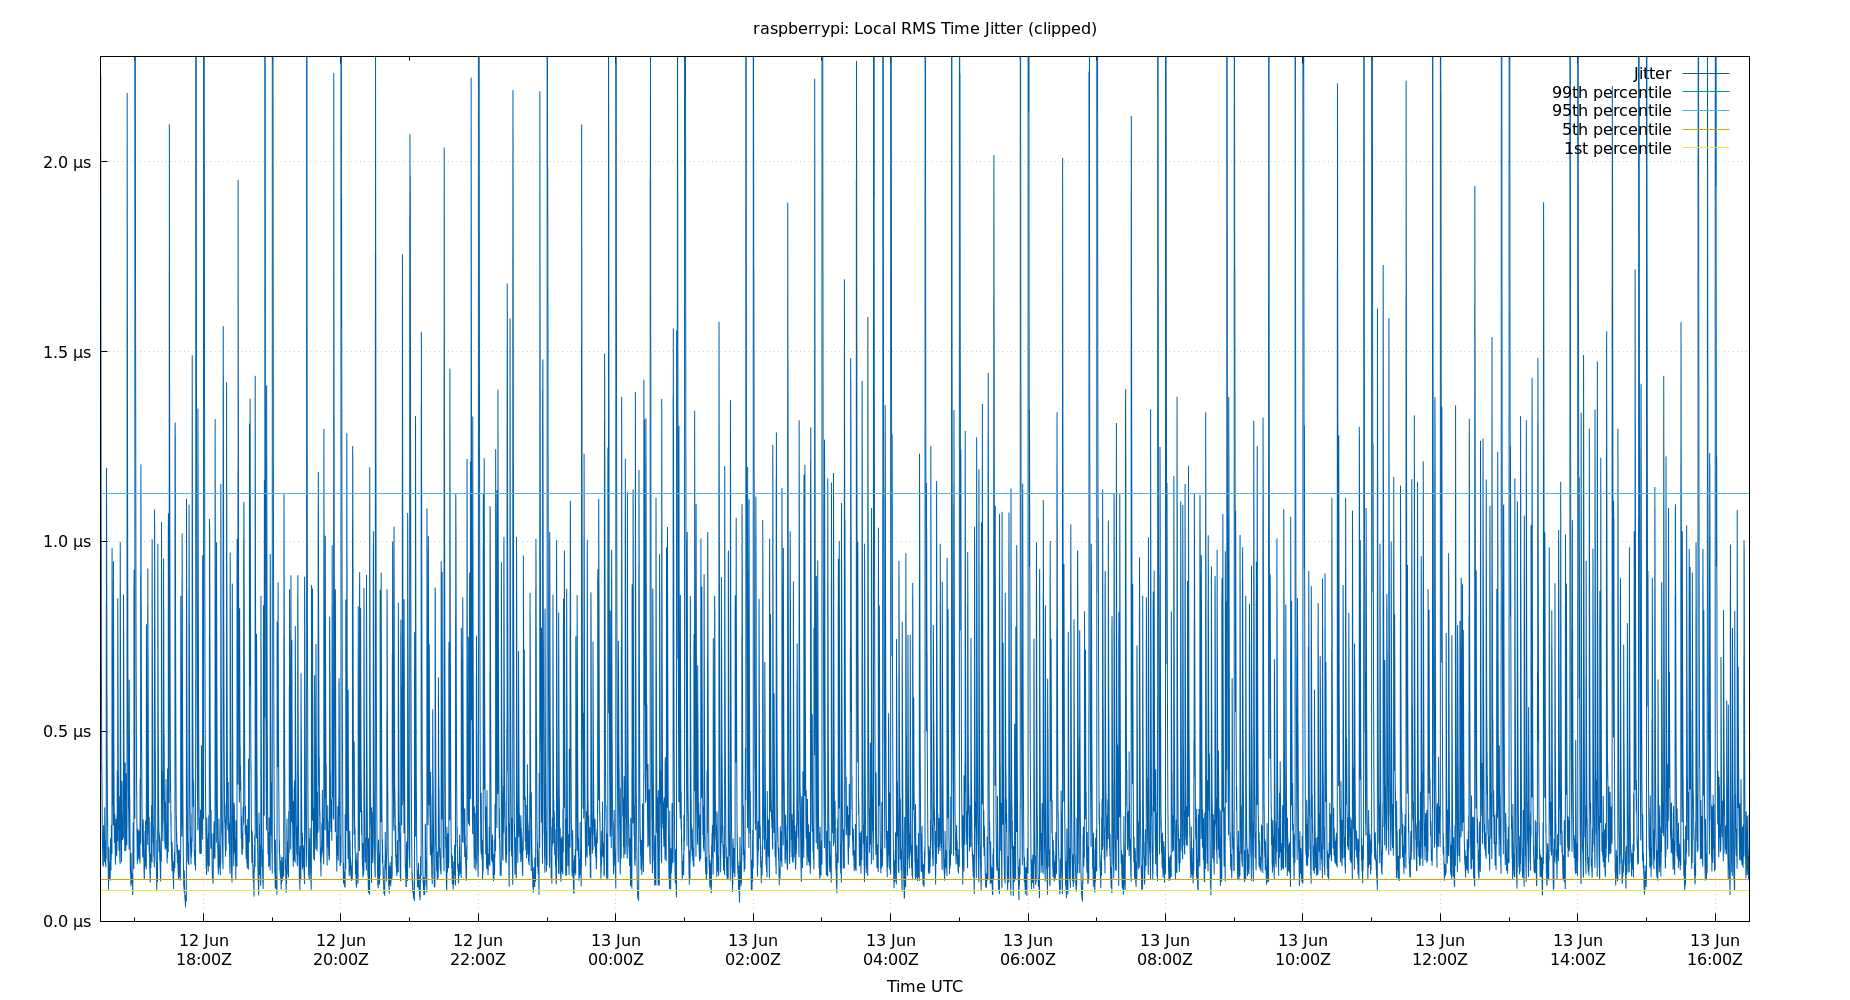 raspberrypi: Local RMS Time Jitter (clipped)
Jitter
99th percentile
95th percentile
5th percentile
1st percentile
2.0 µs
1.5 µs
1.0 µs
0.5 µs
0.0 µs
12 Jun 12 Jun 12 Jun 13 Jun 13 Jun 13 Jun 13 Jun 13 Jun 13 Jun 13 Jun 13 Jun 13 Jun
18:00Z 20:00Z 22:00Z 00:00Z 02:00Z 04:00Z 06:00Z 08:00Z 10:00Z 12:00Z 14:00Z 16:00Z
Time UTC